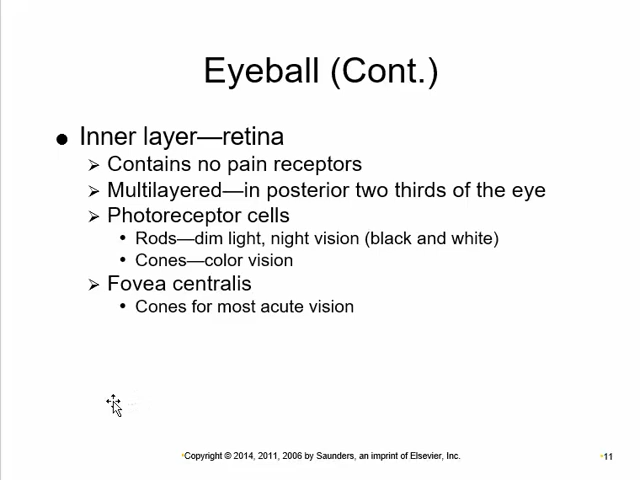 Eyeball (Cont.)
● Inner layer—retina
➢ Contains no pain receptors
➢ Multilayered—in posterior two thirds of the eye
➢ Photoreceptor cells
• Rods—dim light, night vision (black and white)
• Cones—color vision
➢ Fovea centralis
• Cones for most acute vision
•Copyright © 2014, 2011, 2006 by Saunders, an imprint of Elsevier, Inc.
•11